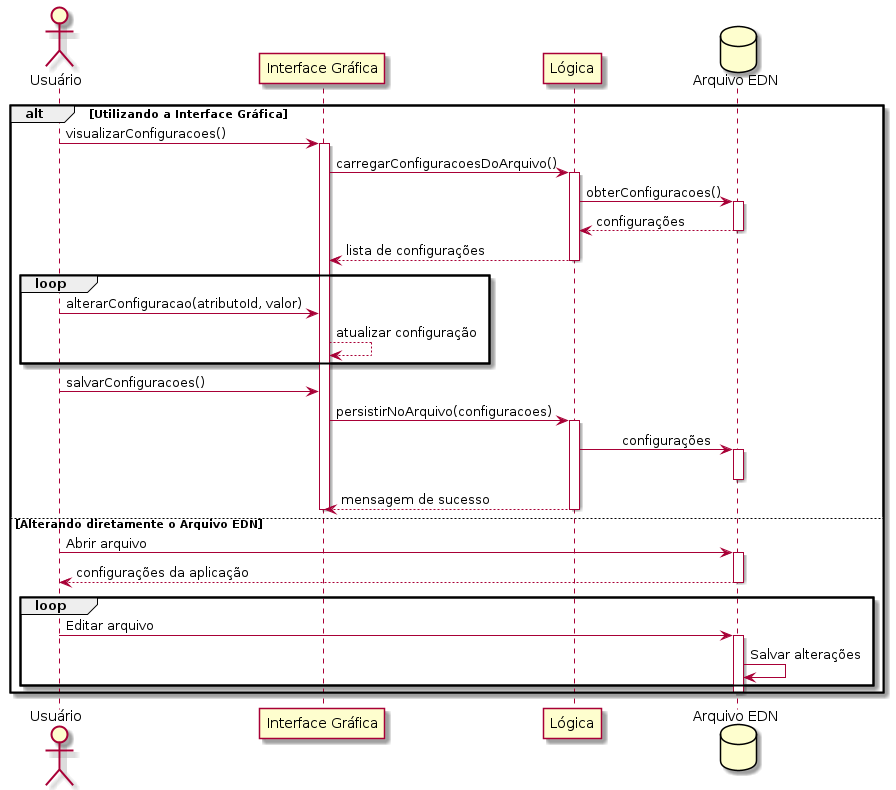 Usuário
Interface Gráfica
Lógica
Arquivo EDN
alt
[Utilizando a Interface Gráfica]
visualizarConfiguracoes()
carregarConfiguracoesDoArquivo()
obterConfiguracoes()
configurações
lista de configurações
loop
alterarConfiguracao(atributoId, valor)
atualizar configuração
salvarConfiguracoes()
persistirNoArquivo(configuracoes)
configurações
mensagem de sucesso
[Alterando diretamente o Arquivo EDN]
Abrir arquivo
configurações da aplicação
loop
Editar arquivo
Salvar alterações
Usuário
Interface Gráfica
Lógica
Arquivo EDN